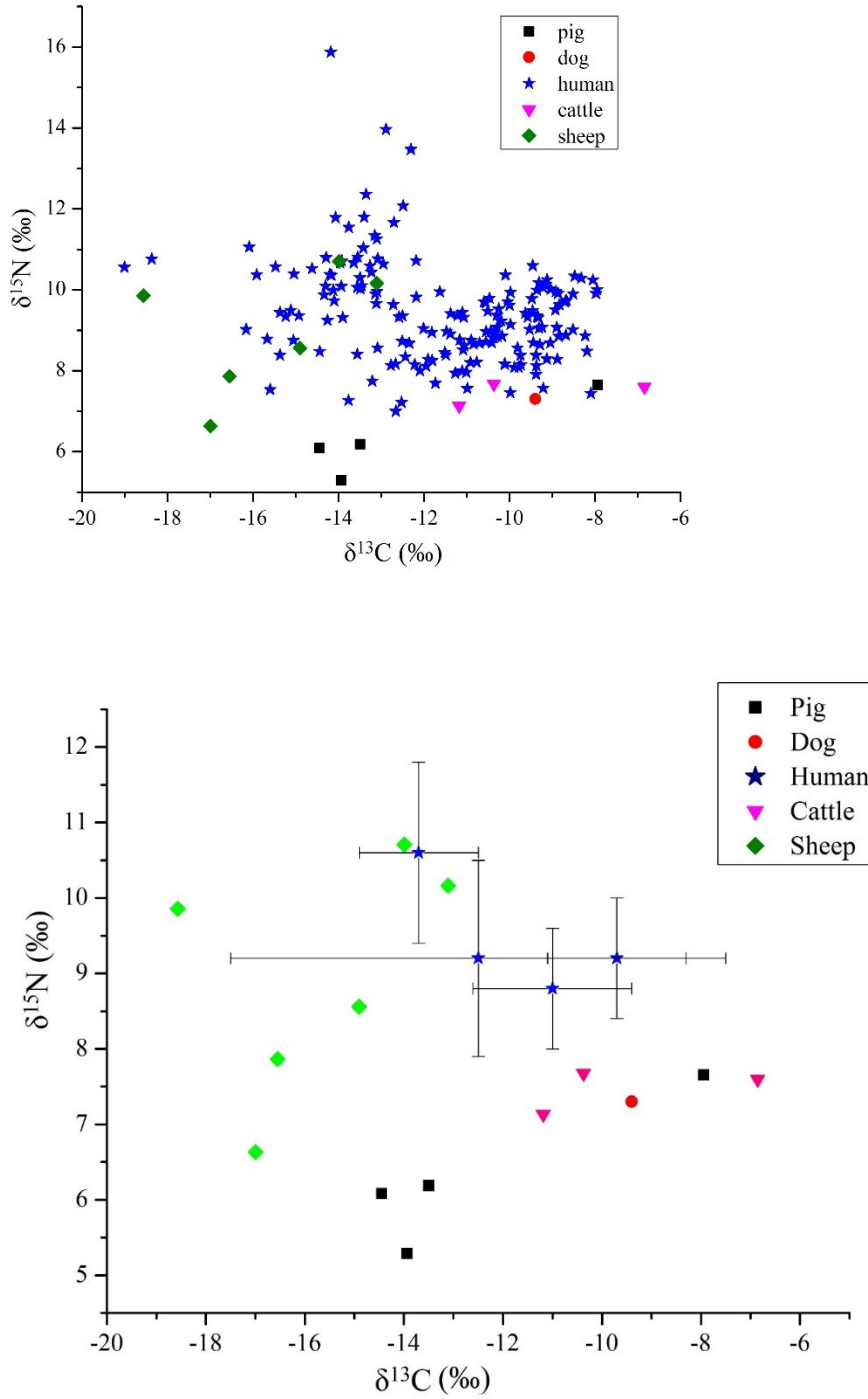 16
14
12
10
8
6
δ¹⁵N (‰)
pig
dog
human
cattle
sheep
-20 -18 -16 -14 -12 -10 -8 -6
δ¹³C (‰)
Pig
Dog
Human
Cattle
Sheep
12
11
10
9
8
7
6
5
δ¹⁵N (‰)
-20 -18 -16 -14 -12 -10 -8 -6
δ¹³C (‰)